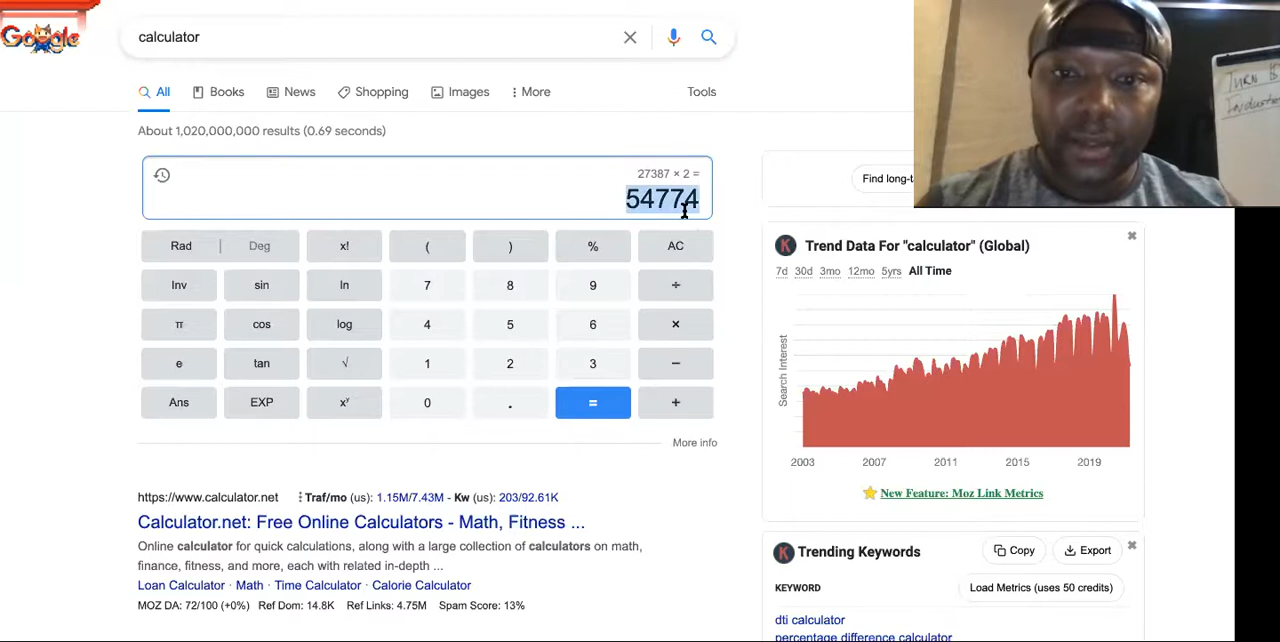 Google
calculator
All Books News Shopping Images More Tools
About 1,020,000,000 results (0.69 seconds)
27387 × 2 =
54774
Rad | Deg x! ( ) % AC
Inv sin ln 7 8 9 ÷
π cos log 4 5 6 ×
e tan √ 1 2 3 −
Ans EXP xʸ 0 . = +
More info
https://www.calculator.net Traf/mo (us): 1.15M/7.43M - Kw (us): 203/92.61K
Calculator.net: Free Online Calculators - Math, Fitness ...
Online calculator for quick calculations, along with a large collection of calculators on math,
finance, fitness, and more, each with related in-depth ...
Loan Calculator · Math · Time Calculator · Calorie Calculator
MOZ DA: 72/100 (+0%) Ref Dom: 14.8K Ref Links: 4.75M Spam Score: 13%
TURN
Find long-t
K Trend Data For "calculator" (Global)
7d 30d 3mo 12mo 5yrs All Time
Search Interest
2003 2007 2011 2015 2019
New Feature: Moz Link Metrics
K Trending Keywords Copy Export
KEYWORD Load Metrics (uses 50 credits)
dti calculator
percentage difference calculator